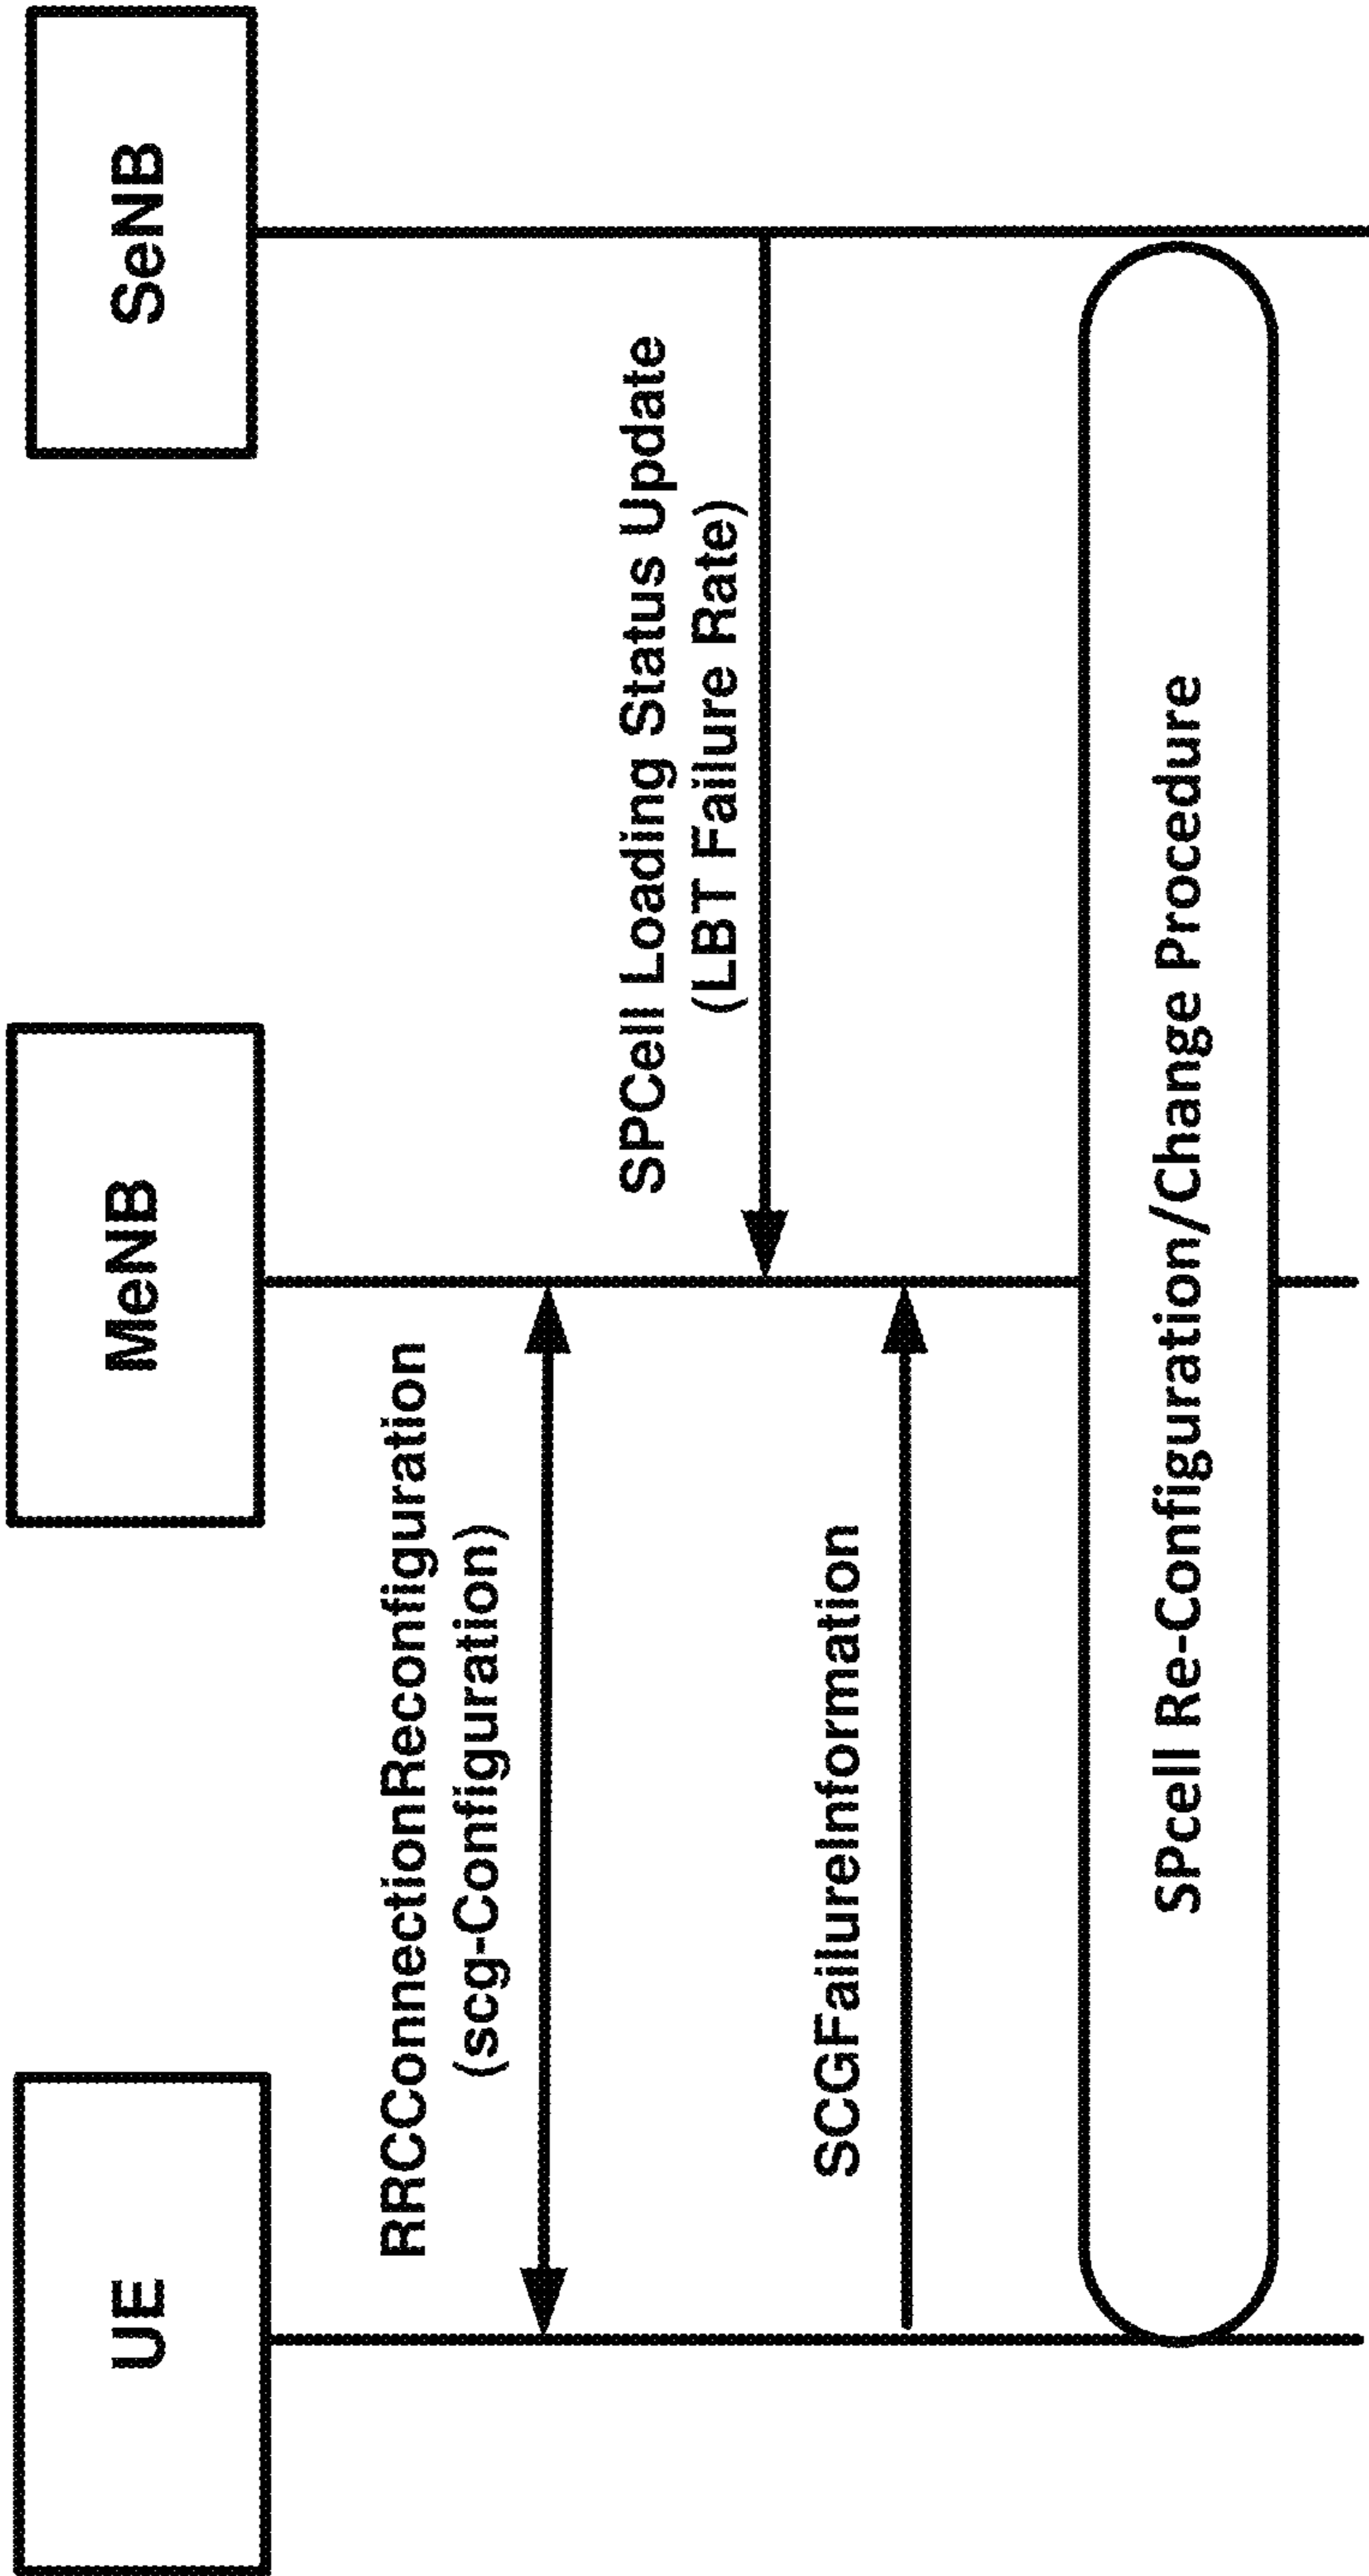 UE
MeNB
SeNB
RRCConnectionReconfiguration
(scg-Configuration)
SPCell Loading Status Update
(LBT Failure Rate)
SCGFailureInformation
SPcell Re-Configuration/Change Procedure